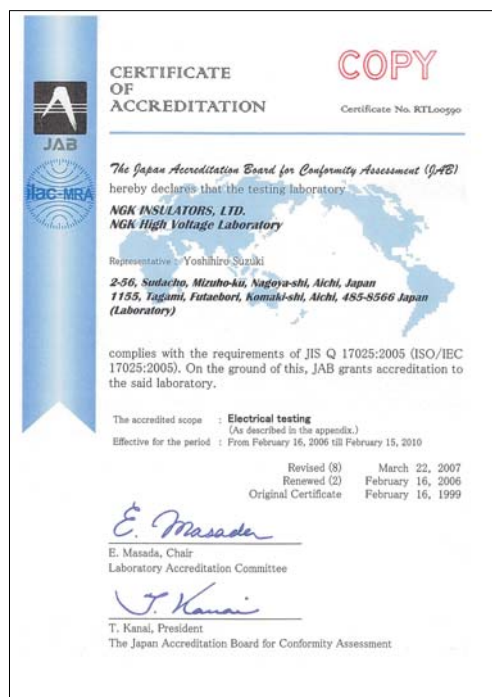 CERTIFICATE
OF
ACCREDITATION
COPY
Certificate No. RTL00590
JAB
ilac-MRA
The Japan Accreditation Board for Conformity Assessment (JAB)
hereby declares that the testing laboratory
NGK INSULATORS, LTD.
NGK High Voltage Laboratory
Representative : Yoshihiro Suzuki
2-56, Sudacho, Mizuho-ku, Nagoya-shi, Aichi, Japan
1155, Tagami, Futaebori, Komaki-shi, Aichi, 485-8566 Japan
(Laboratory)
complies with the requirements of JIS Q 17025:2005 (ISO/IEC
17025:2005). On the ground of this, JAB grants accreditation to
the said laboratory.
The accredited scope : Electrical testing
(As described in the appendix.)
Effective for the period : From February 16, 2006 till February 15, 2010
Revised (8) March 22, 2007
Renewed (2) February 16, 2006
Original Certificate February 16, 1999
E. Masada
E. Masada, Chair
Laboratory Accreditation Committee
T. Kanai
T. Kanai, President
The Japan Accreditation Board for Conformity Assessment